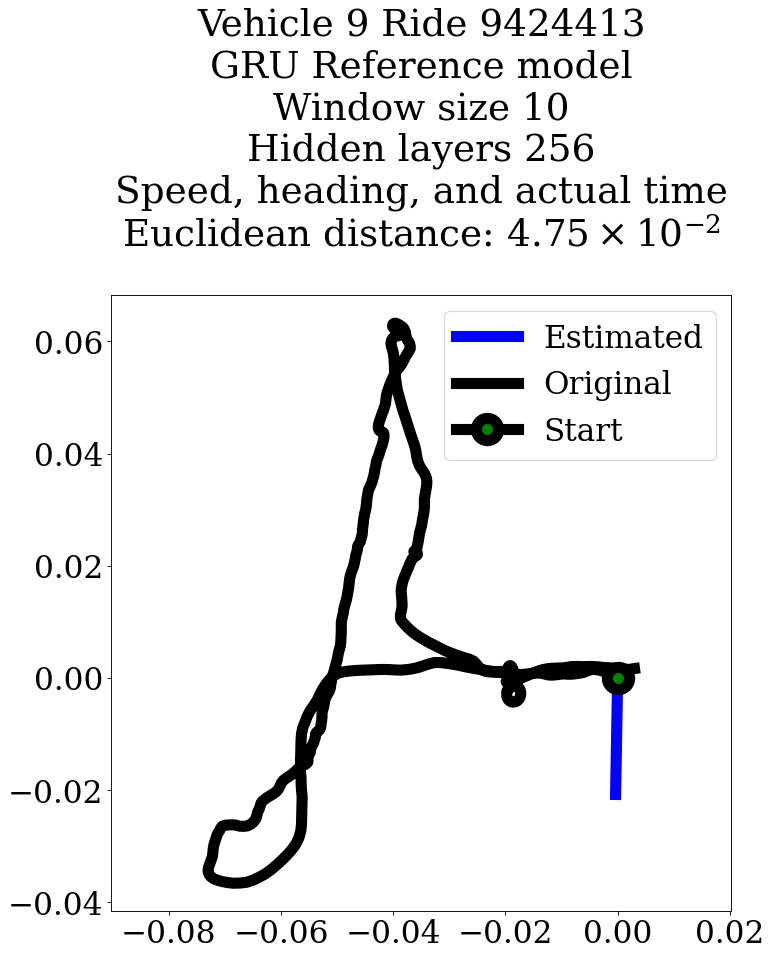 Vehicle 9 Ride 9424413
GRU Reference model
Window size 10
Hidden layers 256
Speed, heading, and actual time
Euclidean distance: 4.75 × 10⁻²
Estimated
Original
Start
0.06
0.04
0.02
0.00
−0.02
−0.04
−0.08 −0.06 −0.04 −0.02 0.00 0.02